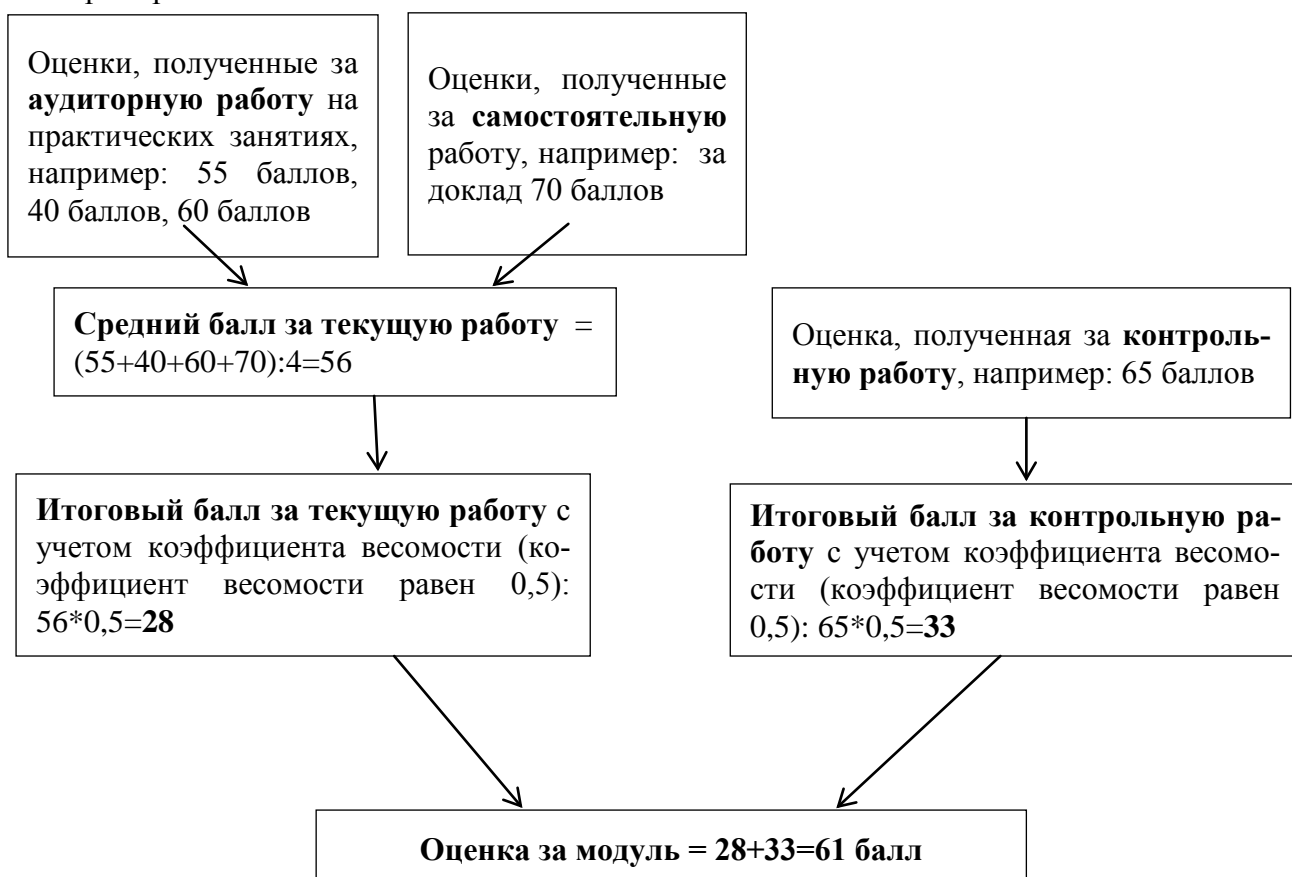 Оценки, полученные за
аудиторную работу на
практических занятиях,
например: 55 баллов,
40 баллов, 60 баллов
Оценки, полученные
за самостоятельную
работу, например: за
доклад 70 баллов
Средний балл за текущую работу =
(55+40+60+70):4=56
Оценка, полученная за контроль-
ную работу, например: 65 баллов
Итоговый балл за текущую работу с
учетом коэффициента весомости (ко-
эффициент весомости равен 0,5):
56*0,5=28
Итоговый балл за контрольную ра-
боту с учетом коэффициента весомо-
сти (коэффициент весомости равен
0,5): 65*0,5=33
Оценка за модуль = 28+33=61 балл